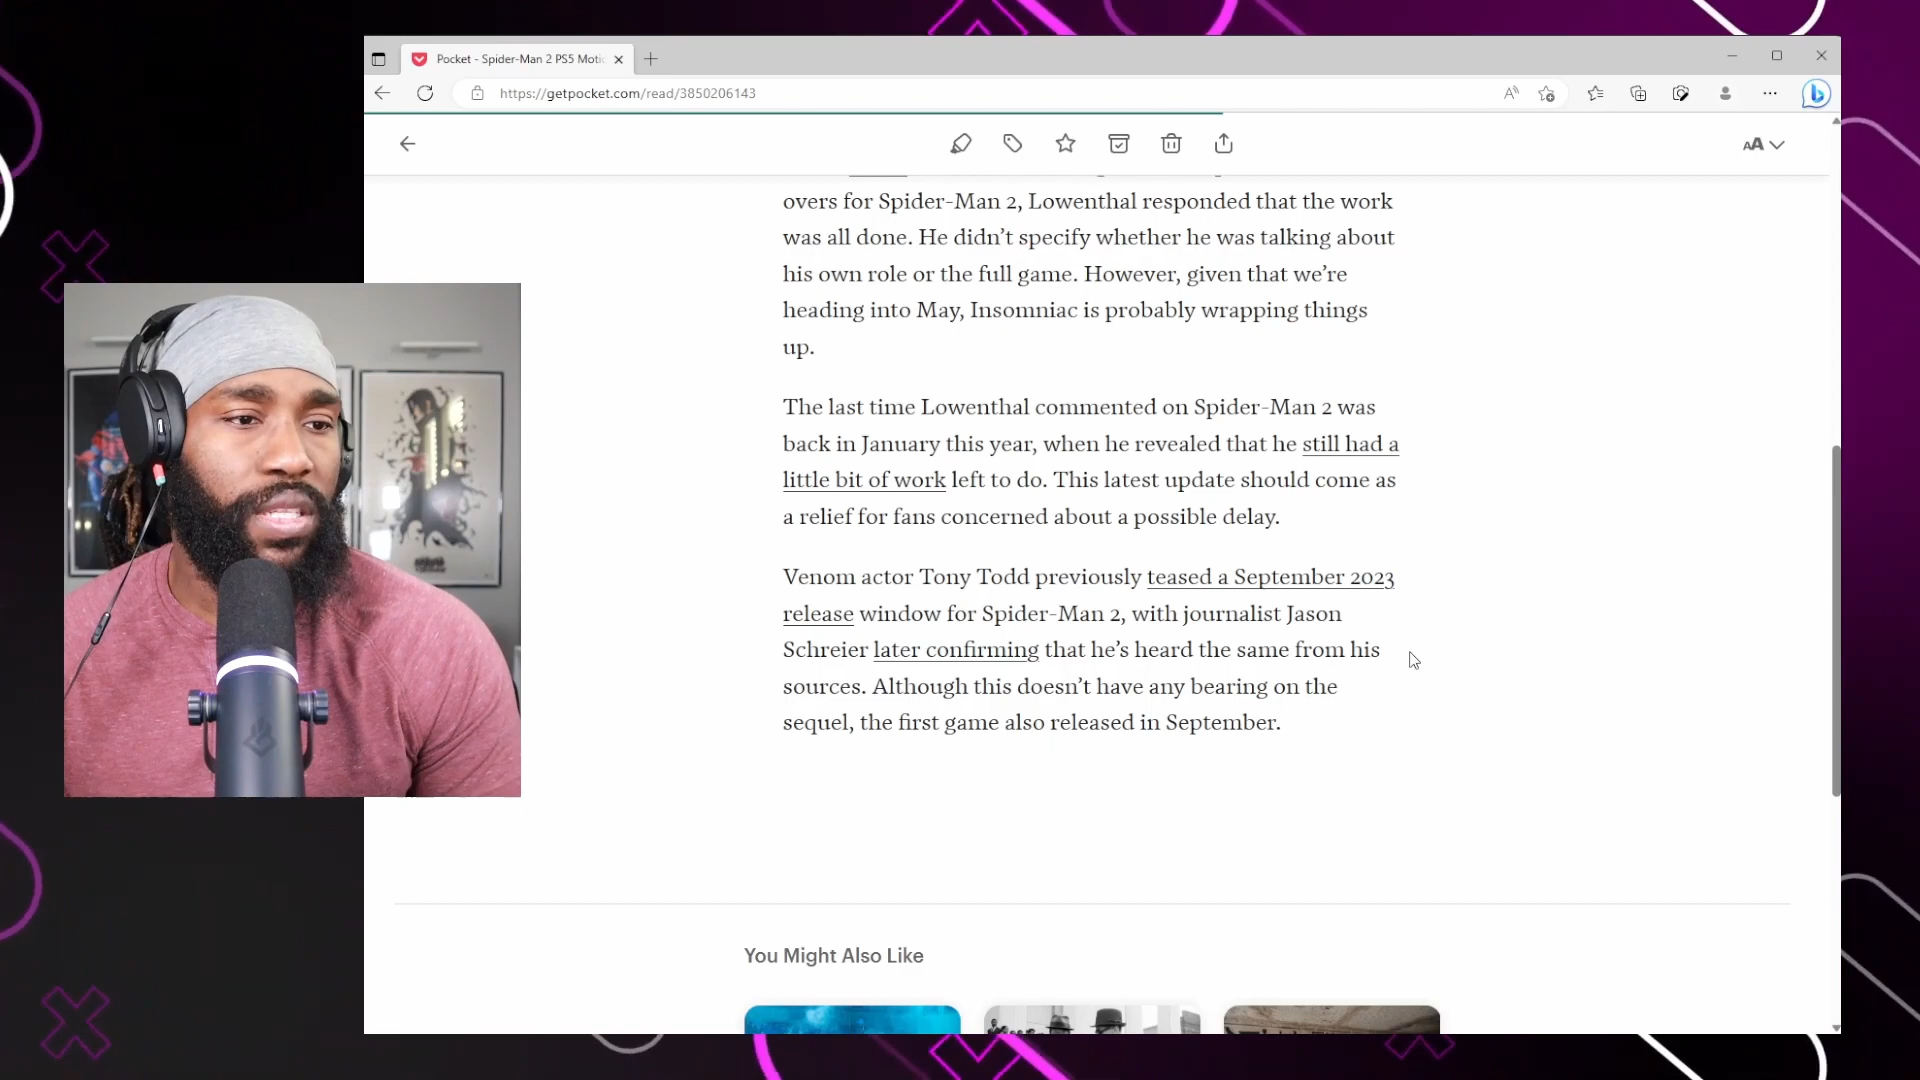 Pocket - Spider-Man 2 PS5 Moti
https://getpocket.com/read/3850206143
overs for Spider-Man 2, Lowenthal responded that the work
was all done. He didn’t specify whether he was talking about
his own role or the full game. However, given that we’re
heading into May, Insomniac is probably wrapping things
up.
The last time Lowenthal commented on Spider-Man 2 was
back in January this year, when he revealed that he still had a
little bit of work left to do. This latest update should come as
a relief for fans concerned about a possible delay.
Venom actor Tony Todd previously teased a September 2023
release window for Spider-Man 2, with journalist Jason
Schreier later confirming that he’s heard the same from his
sources. Although this doesn’t have any bearing on the
sequel, the first game also released in September.
You Might Also Like